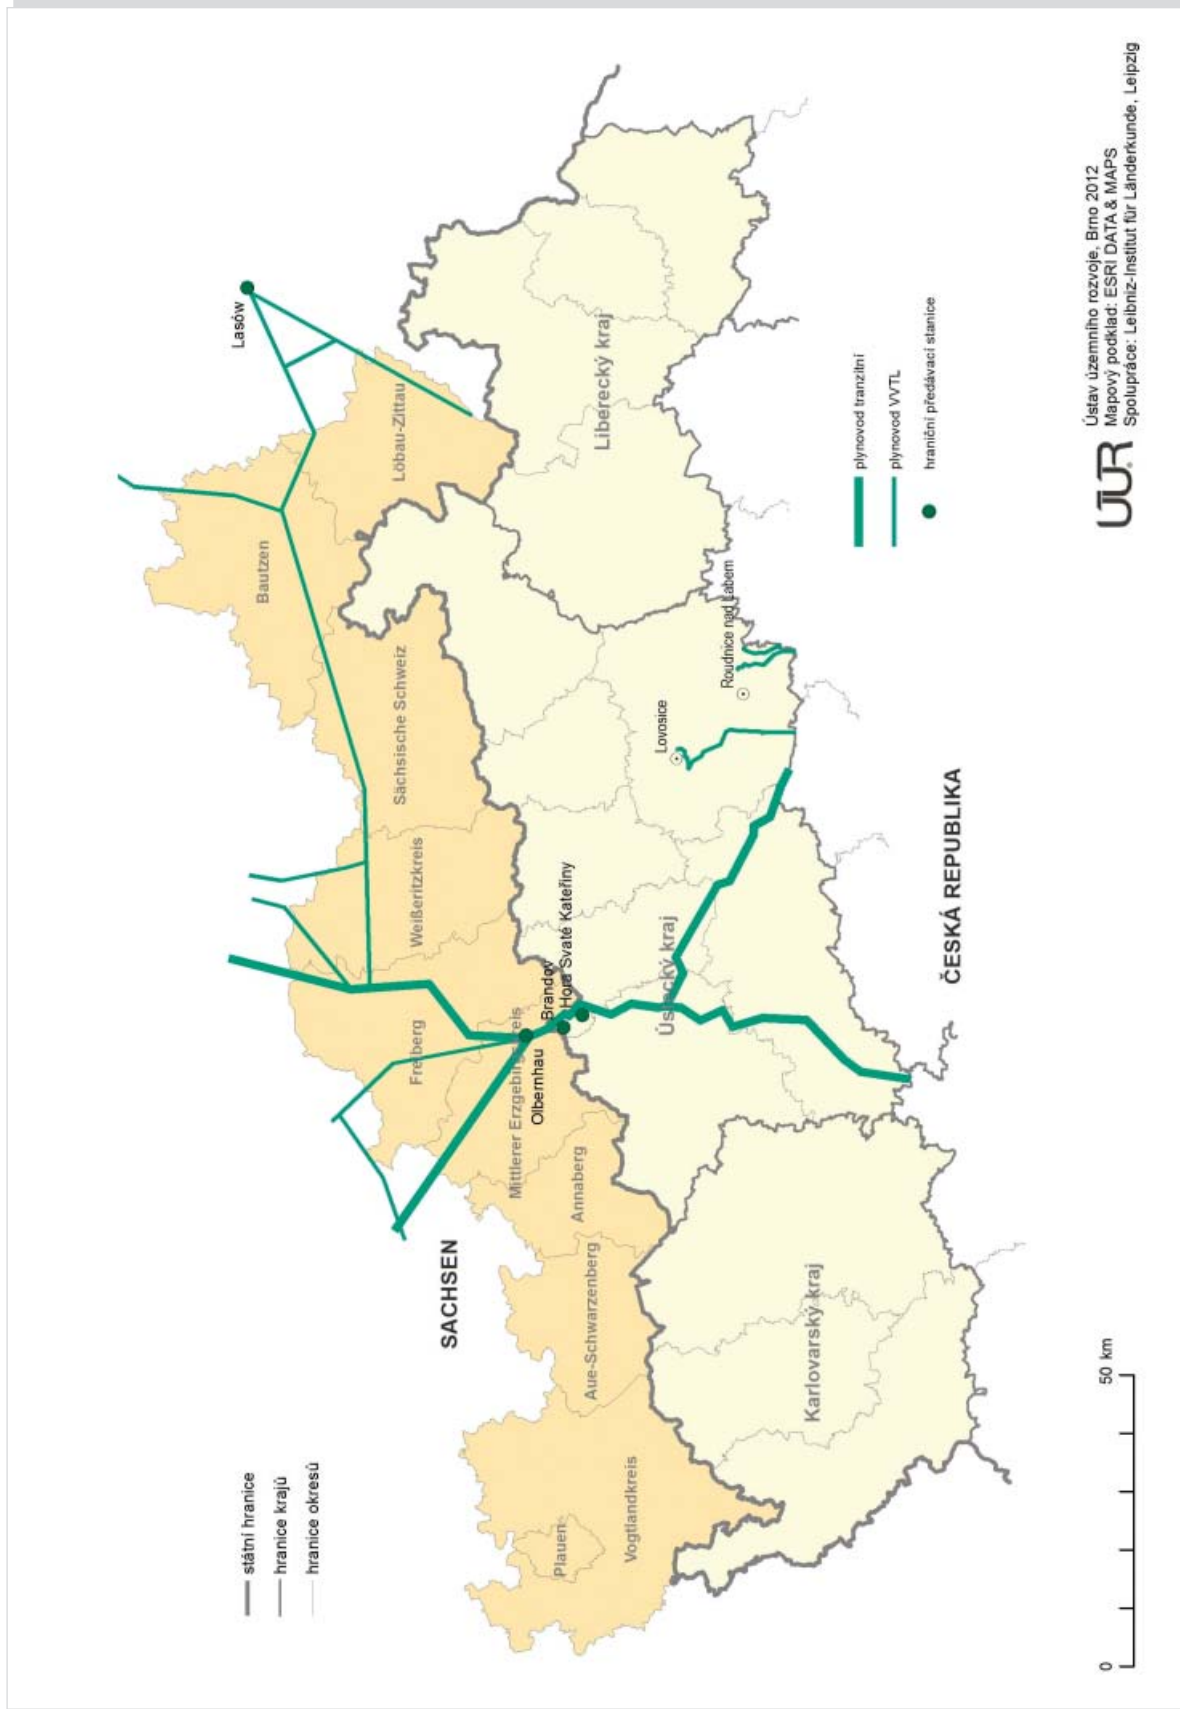 státní hranice
hranice krajů
hranice okresů
Lasów
Bautzen
Löbau-Zittau
Sächsische Schweiz
Weißeritzkreis
Freiberg
Mittlerer Erzgebirgskreis
Olbernhau
Brandov
Hora Svaté Kateřiny
Annaberg
Aue-Schwarzenberg
SACHSEN
Plauen
Vogtlandkreis
Karlovarský kraj
Ústecký kraj
Lovosice
Roudnice nad Labem
Liberecký kraj
ČESKÁ REPUBLIKA
plynovod tranzitní
plynovod VVTL
hraniční předávací stanice
0
50 km
UUR
Ústav územního rozvoje, Brno 2012
Mapový podklad: ESRI DATA & MAPS
Spolupráce: Leibniz-Institut für Länderkunde, Leipzig